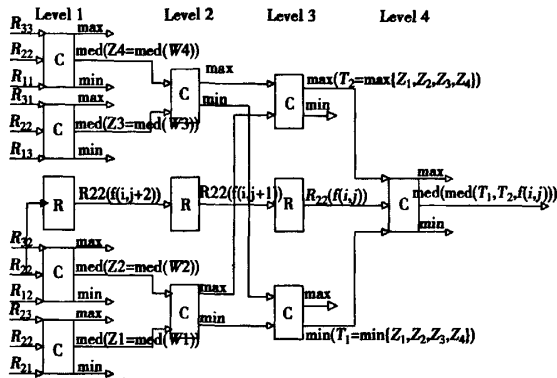 Level 1 Level 2 Level 3 Level 4
R33 max
R22 C med(Z4=med(W4))
R11 min
R31 max
R22 C med(Z3=med(W3))
R13 min
max
min
C
max(T2=max{Z1,Z2,Z3,Z4})
C
min
R R22(f(i,j+2)) R R22(f(i,j+1)) R R22(f(i,j))
max
C med(med(T1,T2,f(i,j)))
min
R32 max
R22 C med(Z2=med(W2))
R12 min
R23 max
R22 C med(Z1=med(W1))
R21 min
C
max
min
C
max
min(T1=min{Z1,Z2,Z3,Z4})